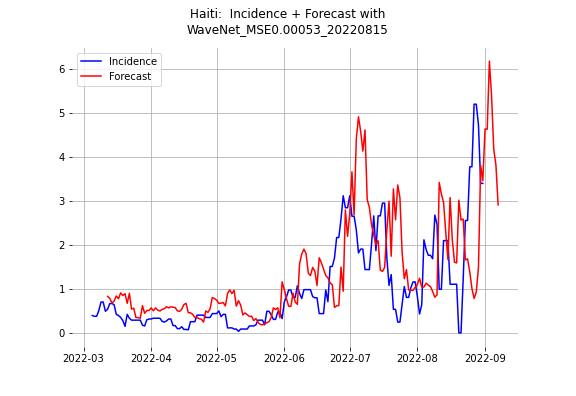 Haiti:  Incidence + Forecast with
WaveNet_MSE0.00053_20220815
Incidence
Forecast
6
5
4
3
2
1
0
2022-03 2022-04 2022-05 2022-06 2022-07 2022-08 2022-09